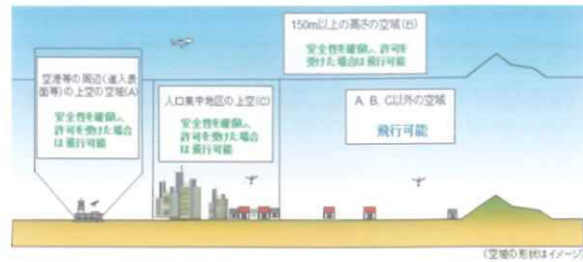 150m以上の高さの空域(B)
安全性を確保し、許可を
受けた場合は飛行可能
空港等の周辺(進入表
面等)の上空の空域(A)
安全性を確保し、
許可を受けた場合
は飛行可能
人口集中地区の上空(C)
安全性を確保し、
許可を受けた場合
は飛行可能
A、B、C以外の空域
飛行可能
(空域の形状はイメージ)